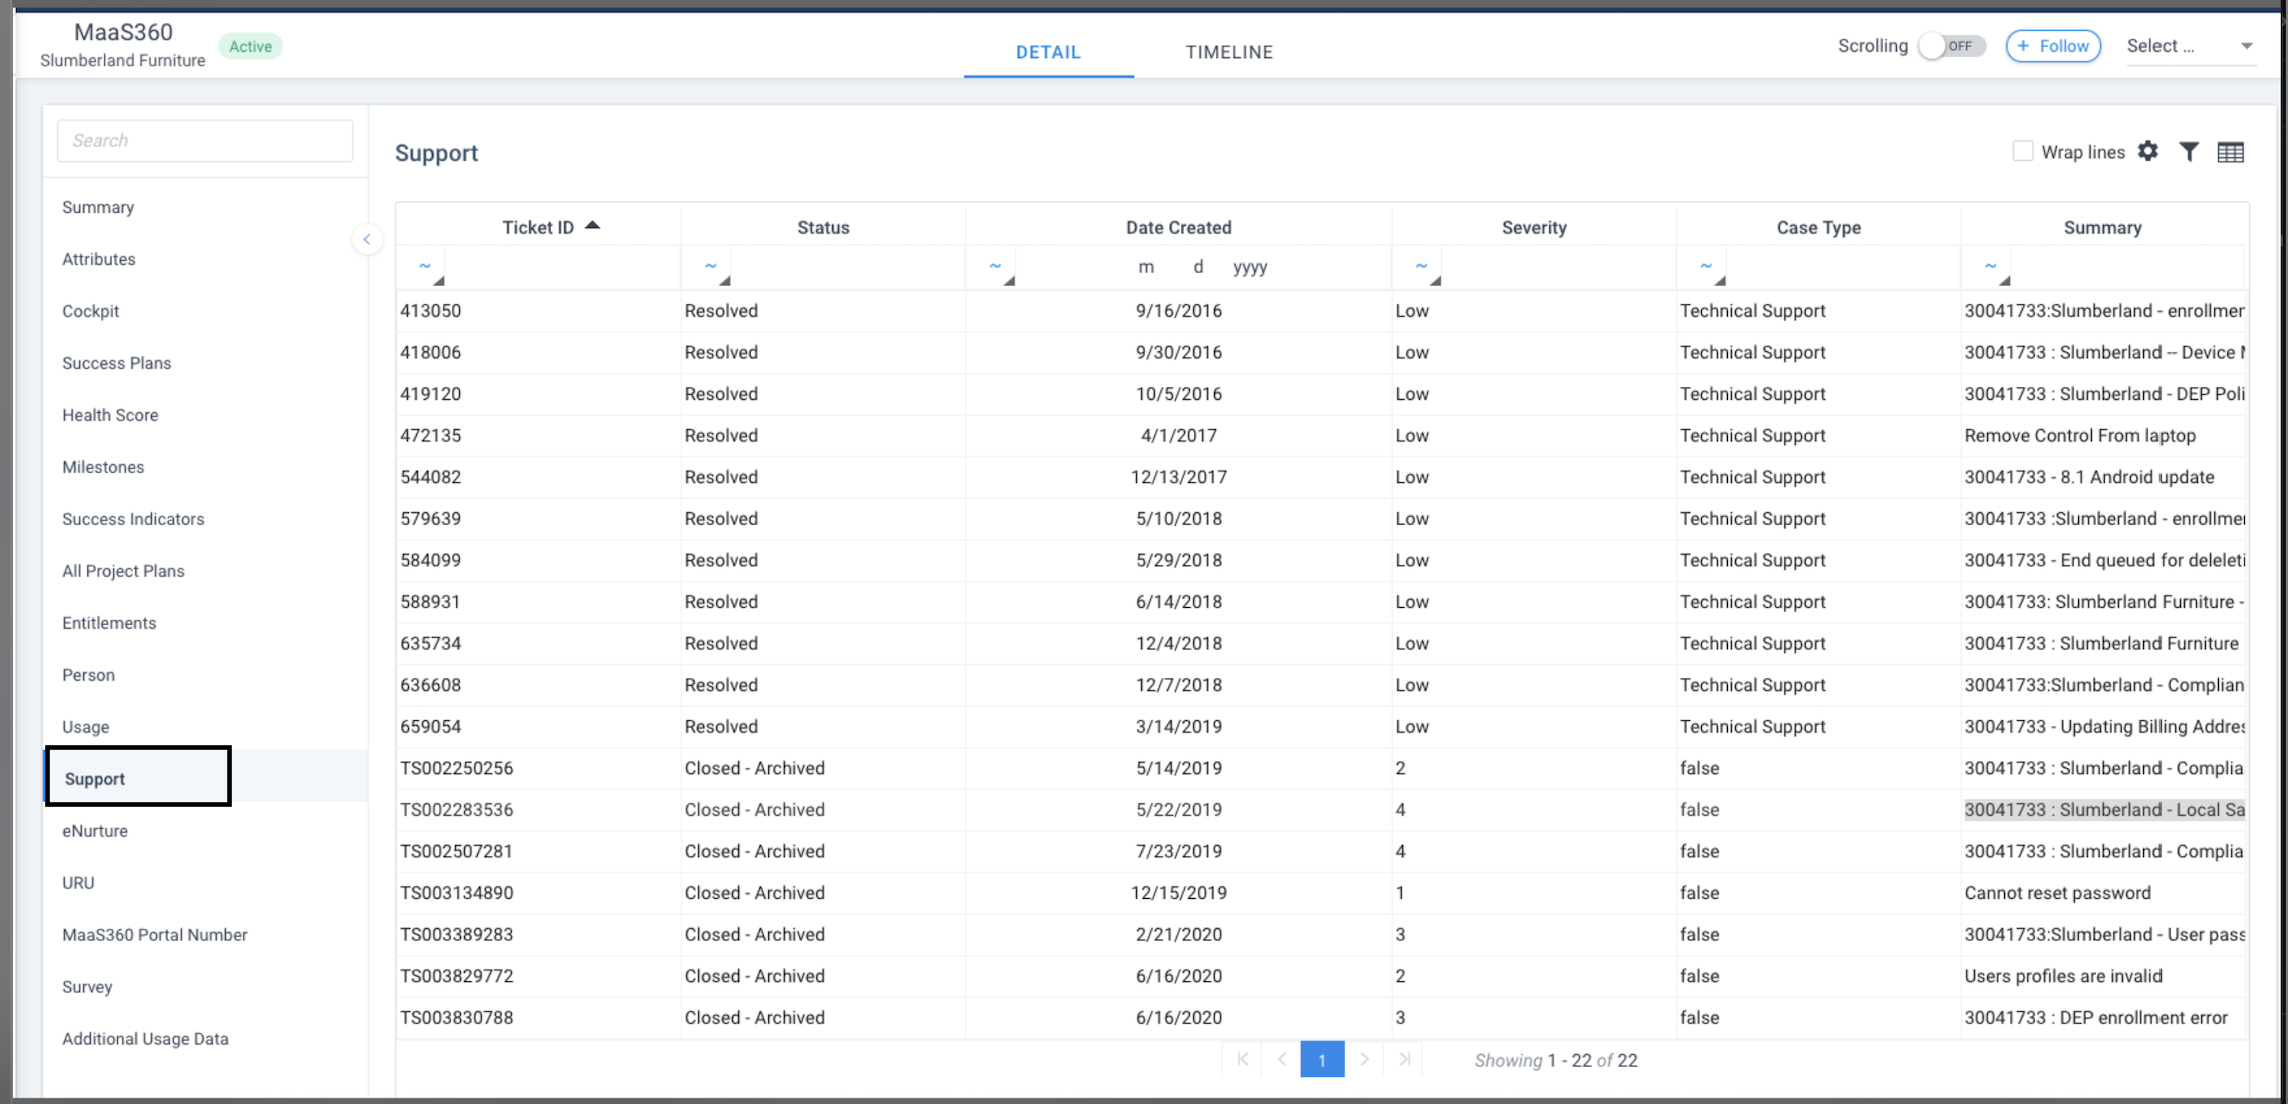 MaaS360
Slumberland Furniture
Active
DETAIL
TIMELINE
Scrolling OFF
+ Follow
Select ...
Search
Summary
Attributes
Cockpit
Success Plans
Health Score
Milestones
Success Indicators
All Project Plans
Entitlements
Person
Usage
Support
eNurture
URU
MaaS360 Portal Number
Survey
Additional Usage Data
Support
Wrap lines
Ticket ID Status Date Created Severity Case Type Summary
~ ~ ~ m d yyyy ~ ~ ~
413050 Resolved 9/16/2016 Low Technical Support 30041733:Slumberland - enrollmer
418006 Resolved 9/30/2016 Low Technical Support 30041733 : Slumberland -- Device
419120 Resolved 10/5/2016 Low Technical Support 30041733 : Slumberland - DEP Poli
472135 Resolved 4/1/2017 Low Technical Support Remove Control From laptop
544082 Resolved 12/13/2017 Low Technical Support 30041733 - 8.1 Android update
579639 Resolved 5/10/2018 Low Technical Support 30041733 :Slumberland - enrollmer
584099 Resolved 5/29/2018 Low Technical Support 30041733 - End queued for deleleti
588931 Resolved 6/14/2018 Low Technical Support 30041733: Slumberland Furniture -
635734 Resolved 12/4/2018 Low Technical Support 30041733 : Slumberland Furniture
636608 Resolved 12/7/2018 Low Technical Support 30041733:Slumberland - Complian
659054 Resolved 3/14/2019 Low Technical Support 30041733 - Updating Billing Addres
TS002250256 Closed - Archived 5/14/2019 2 false 30041733 : Slumberland - Complia
TS002283536 Closed - Archived 5/22/2019 4 false 30041733 : Slumberland - Local Sa
TS002507281 Closed - Archived 7/23/2019 4 false 30041733 : Slumberland - Complia
TS003134890 Closed - Archived 12/15/2019 1 false Cannot reset password
TS003389283 Closed - Archived 2/21/2020 3 false 30041733:Slumberland - User pass
TS003829772 Closed - Archived 6/16/2020 2 false Users profiles are invalid
TS003830788 Closed - Archived 6/16/2020 3 false 30041733 : DEP enrollment error
1
Showing 1 - 22 of 22